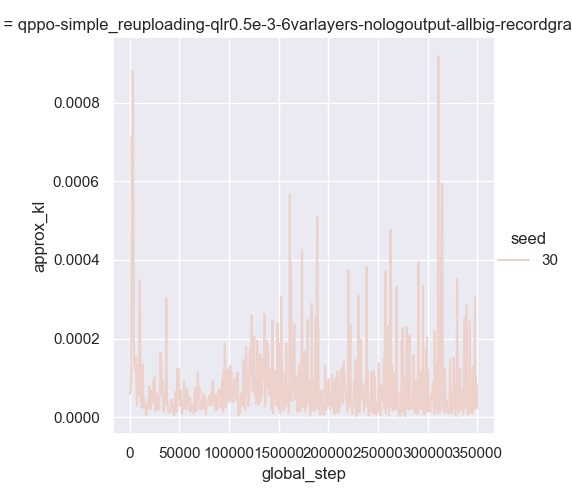 = qppo-simple_reuploading-qlr0.5e-3-6varlayers-nologoutput-allbig-recordgra
0.0008
0.0006
0.0004
0.0002
0.0000
approx_kl
0 50000 100000 150000 200000 250000 300000 350000
global_step
seed
30